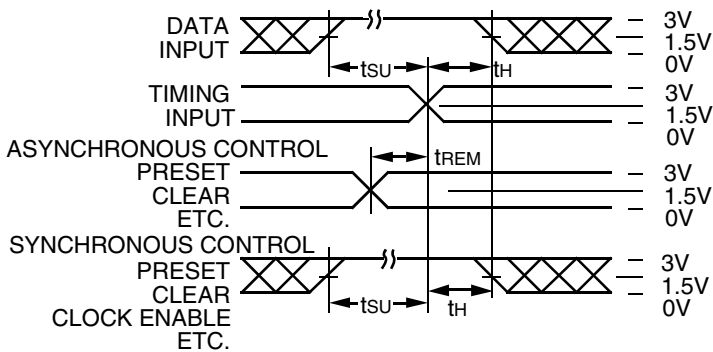 DATA
INPUT
tSU
tH
3V
1.5V
0V
TIMING
INPUT
3V
1.5V
0V
ASYNCHRONOUS CONTROL
PRESET
CLEAR
ETC.
tREM
3V
1.5V
0V
SYNCHRONOUS CONTROL
PRESET
CLEAR
CLOCK ENABLE
ETC.
tSU
tH
3V
1.5V
0V